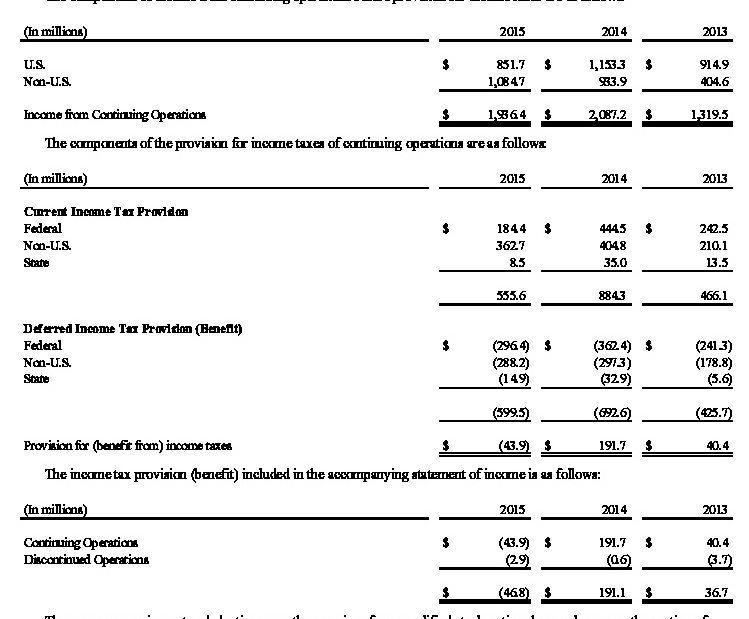 (In millions) 2015 2014 2013
U.S. $ 851.7 $ 1,153.3 $ 914.9
Non-U.S. 1,084.7 933.9 404.6
Income from Continuing Operations $ 1,936.4 $ 2,087.2 $ 1,319.5
The components of the provision for income taxes of continuing operations are as follows:
(In millions) 2015 2014 2013
Current Income Tax Provision
Federal $ 184.4 $ 444.5 $ 242.5
Non-U.S. 362.7 404.8 210.1
State 8.5 35.0 13.5
555.6 884.3 466.1
Deferred Income Tax Provision (Benefit)
Federal $ (296.4) $ (362.4) $ (241.3)
Non-U.S. (288.2) (297.3) (178.8)
State (14.9) (32.9) (5.6)
(599.5) (692.6) (425.7)
Provision for (benefit from) income taxes $ (43.9) $ 191.7 $ 40.4
The income tax provision (benefit) included in the accompanying statement of income is as follows:
(In millions) 2015 2014 2013
Continuing Operations $ (43.9) $ 191.7 $ 40.4
Discontinued Operations (2.9) (0.6) (3.7)
$ (46.8) $ 191.1 $ 36.7